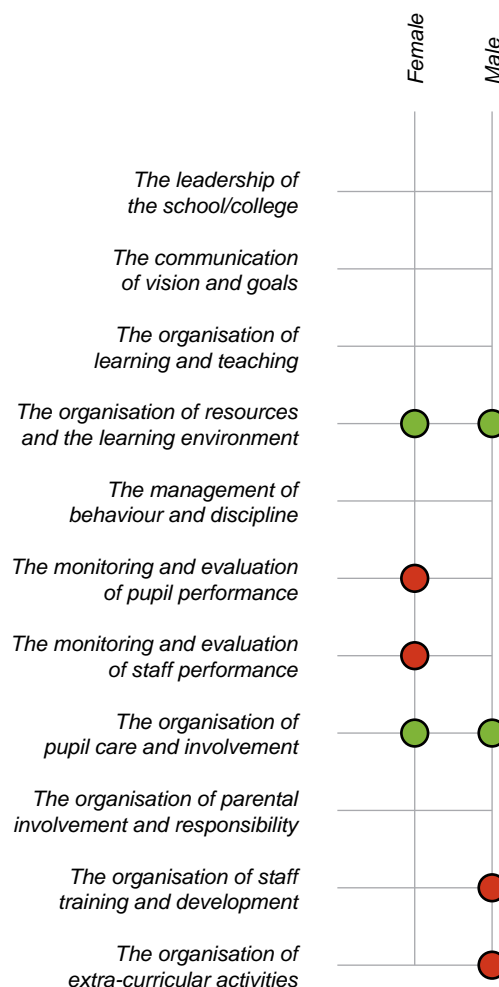 Female
Male
The leadership of
the school/college
The communication
of vision and goals
The organisation of
learning and teaching
The organisation of resources
and the learning environment
The management of
behaviour and discipline
The monitoring and evaluation
of pupil performance
The monitoring and evaluation
of staff performance
The organisation of
pupil care and involvement
The organisation of parental
involvement and responsibility
The organisation of staff
training and development
The organisation of
extra-curricular activities